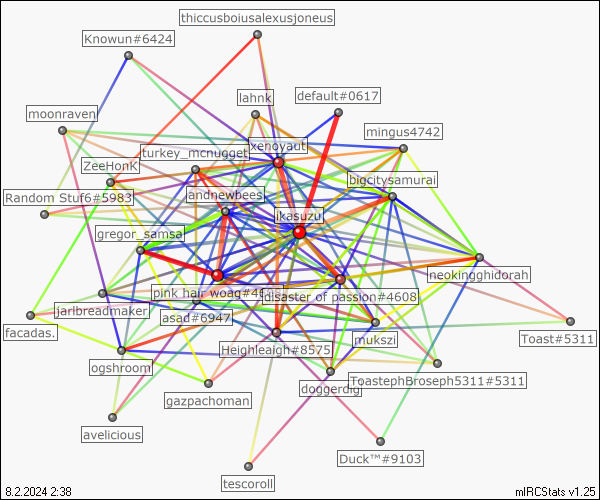 thiccusboiusalexusjoneus
Knowun#6424
lahnk
default#0617
moonraven
mingus4742
xenoyaut
turkey_mcnugget
ZeeHonK
bigcitysamurai
Random Stuf6#5983
andnewbees
ikasuzu
gregor_samsa
neokingghidorah
pink hair woag#4
disaster of passion#4608
jarlbreadmaker
asad#6947
facadas.
Toast#5311
mukszi
Heighleaigh#8575
ogshroom
ToastephBroseph5311#5311
doggerdig
gazpachoman
avelicious
Duck™#9103
tescoroll
8.2.2024 2:38
mIRCStats v1.25